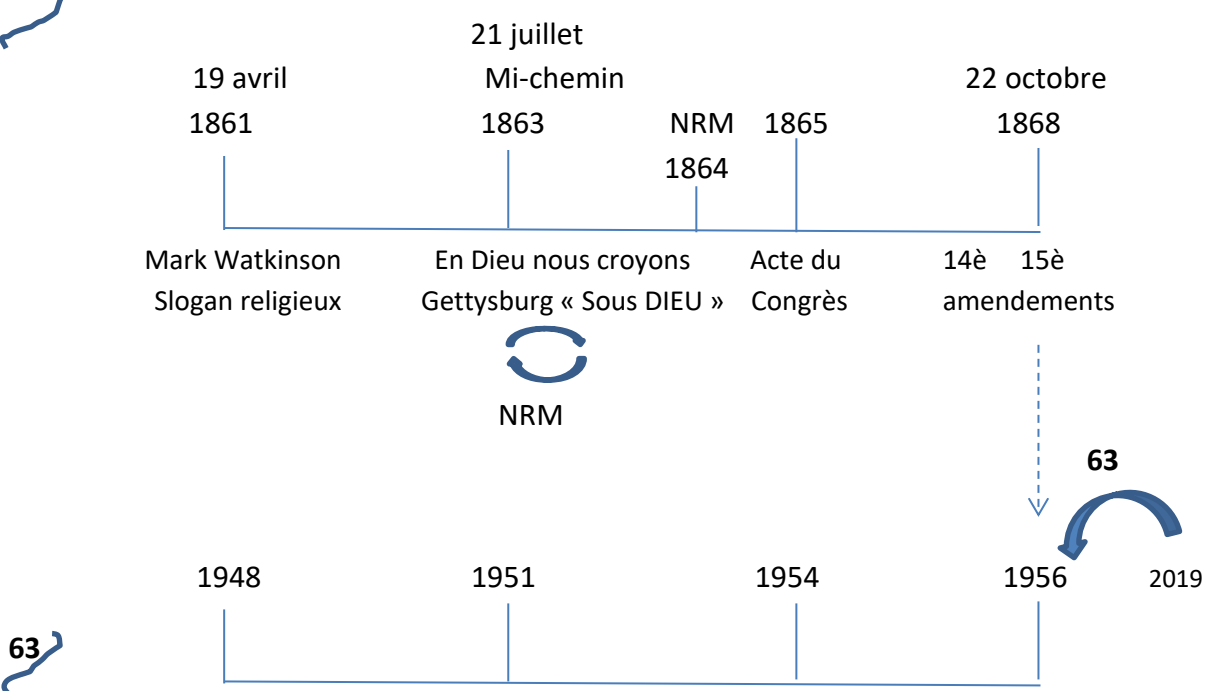 21 juillet
19 avril Mi-chemin 22 octobre
1861 1863 NRM 1865 1868
1864
Mark Watkinson En Dieu nous croyons Acte du 14è 15è
Slogan religieux Gettysburg « Sous DIEU » Congrès amendements
NRM
63
1948 1951 1954 1956 2019
63